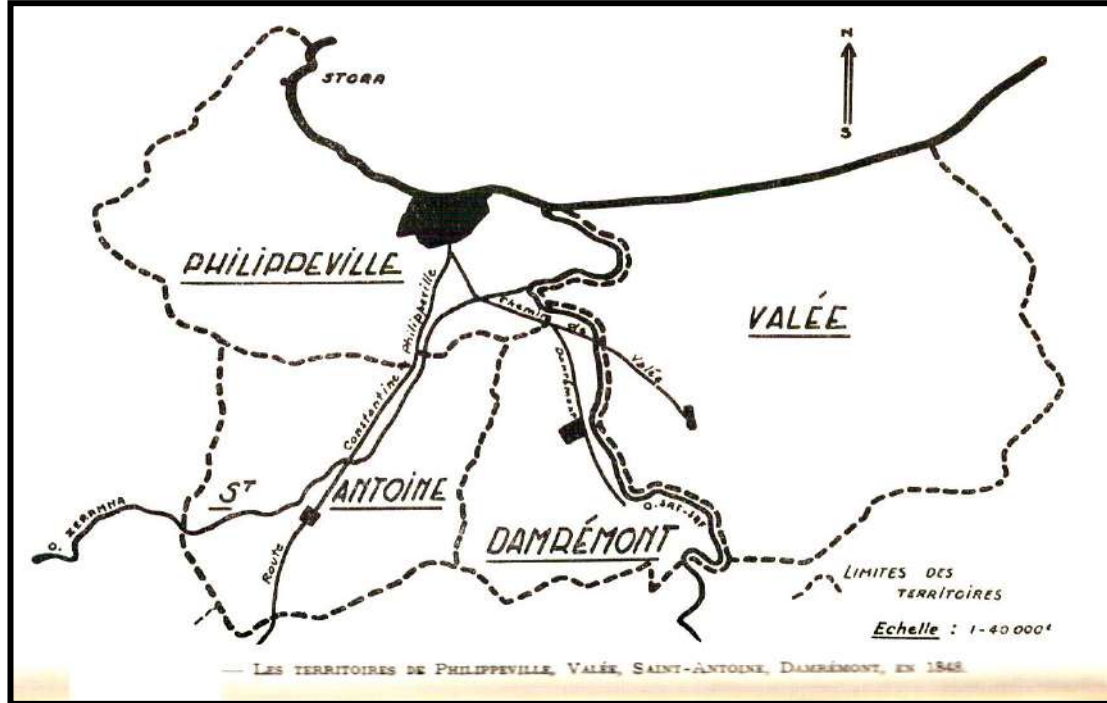 N
S
STORA
PHILIPPEVILLE
VALÉE
Philippeville
Chemin de Valée
Damrémont
Constantine
ST ANTOINE
O. ZERAMNA
Route
DAMRÉMONT
O. SAF-SAF
LIMITES DES
TERRITOIRES
Echelle : 1-40 000e
— LES TERRITOIRES DE PHILIPPEVILLE, VALÉE, SAINT-ANTOINE, DAMRÉMONT, EN 1848.